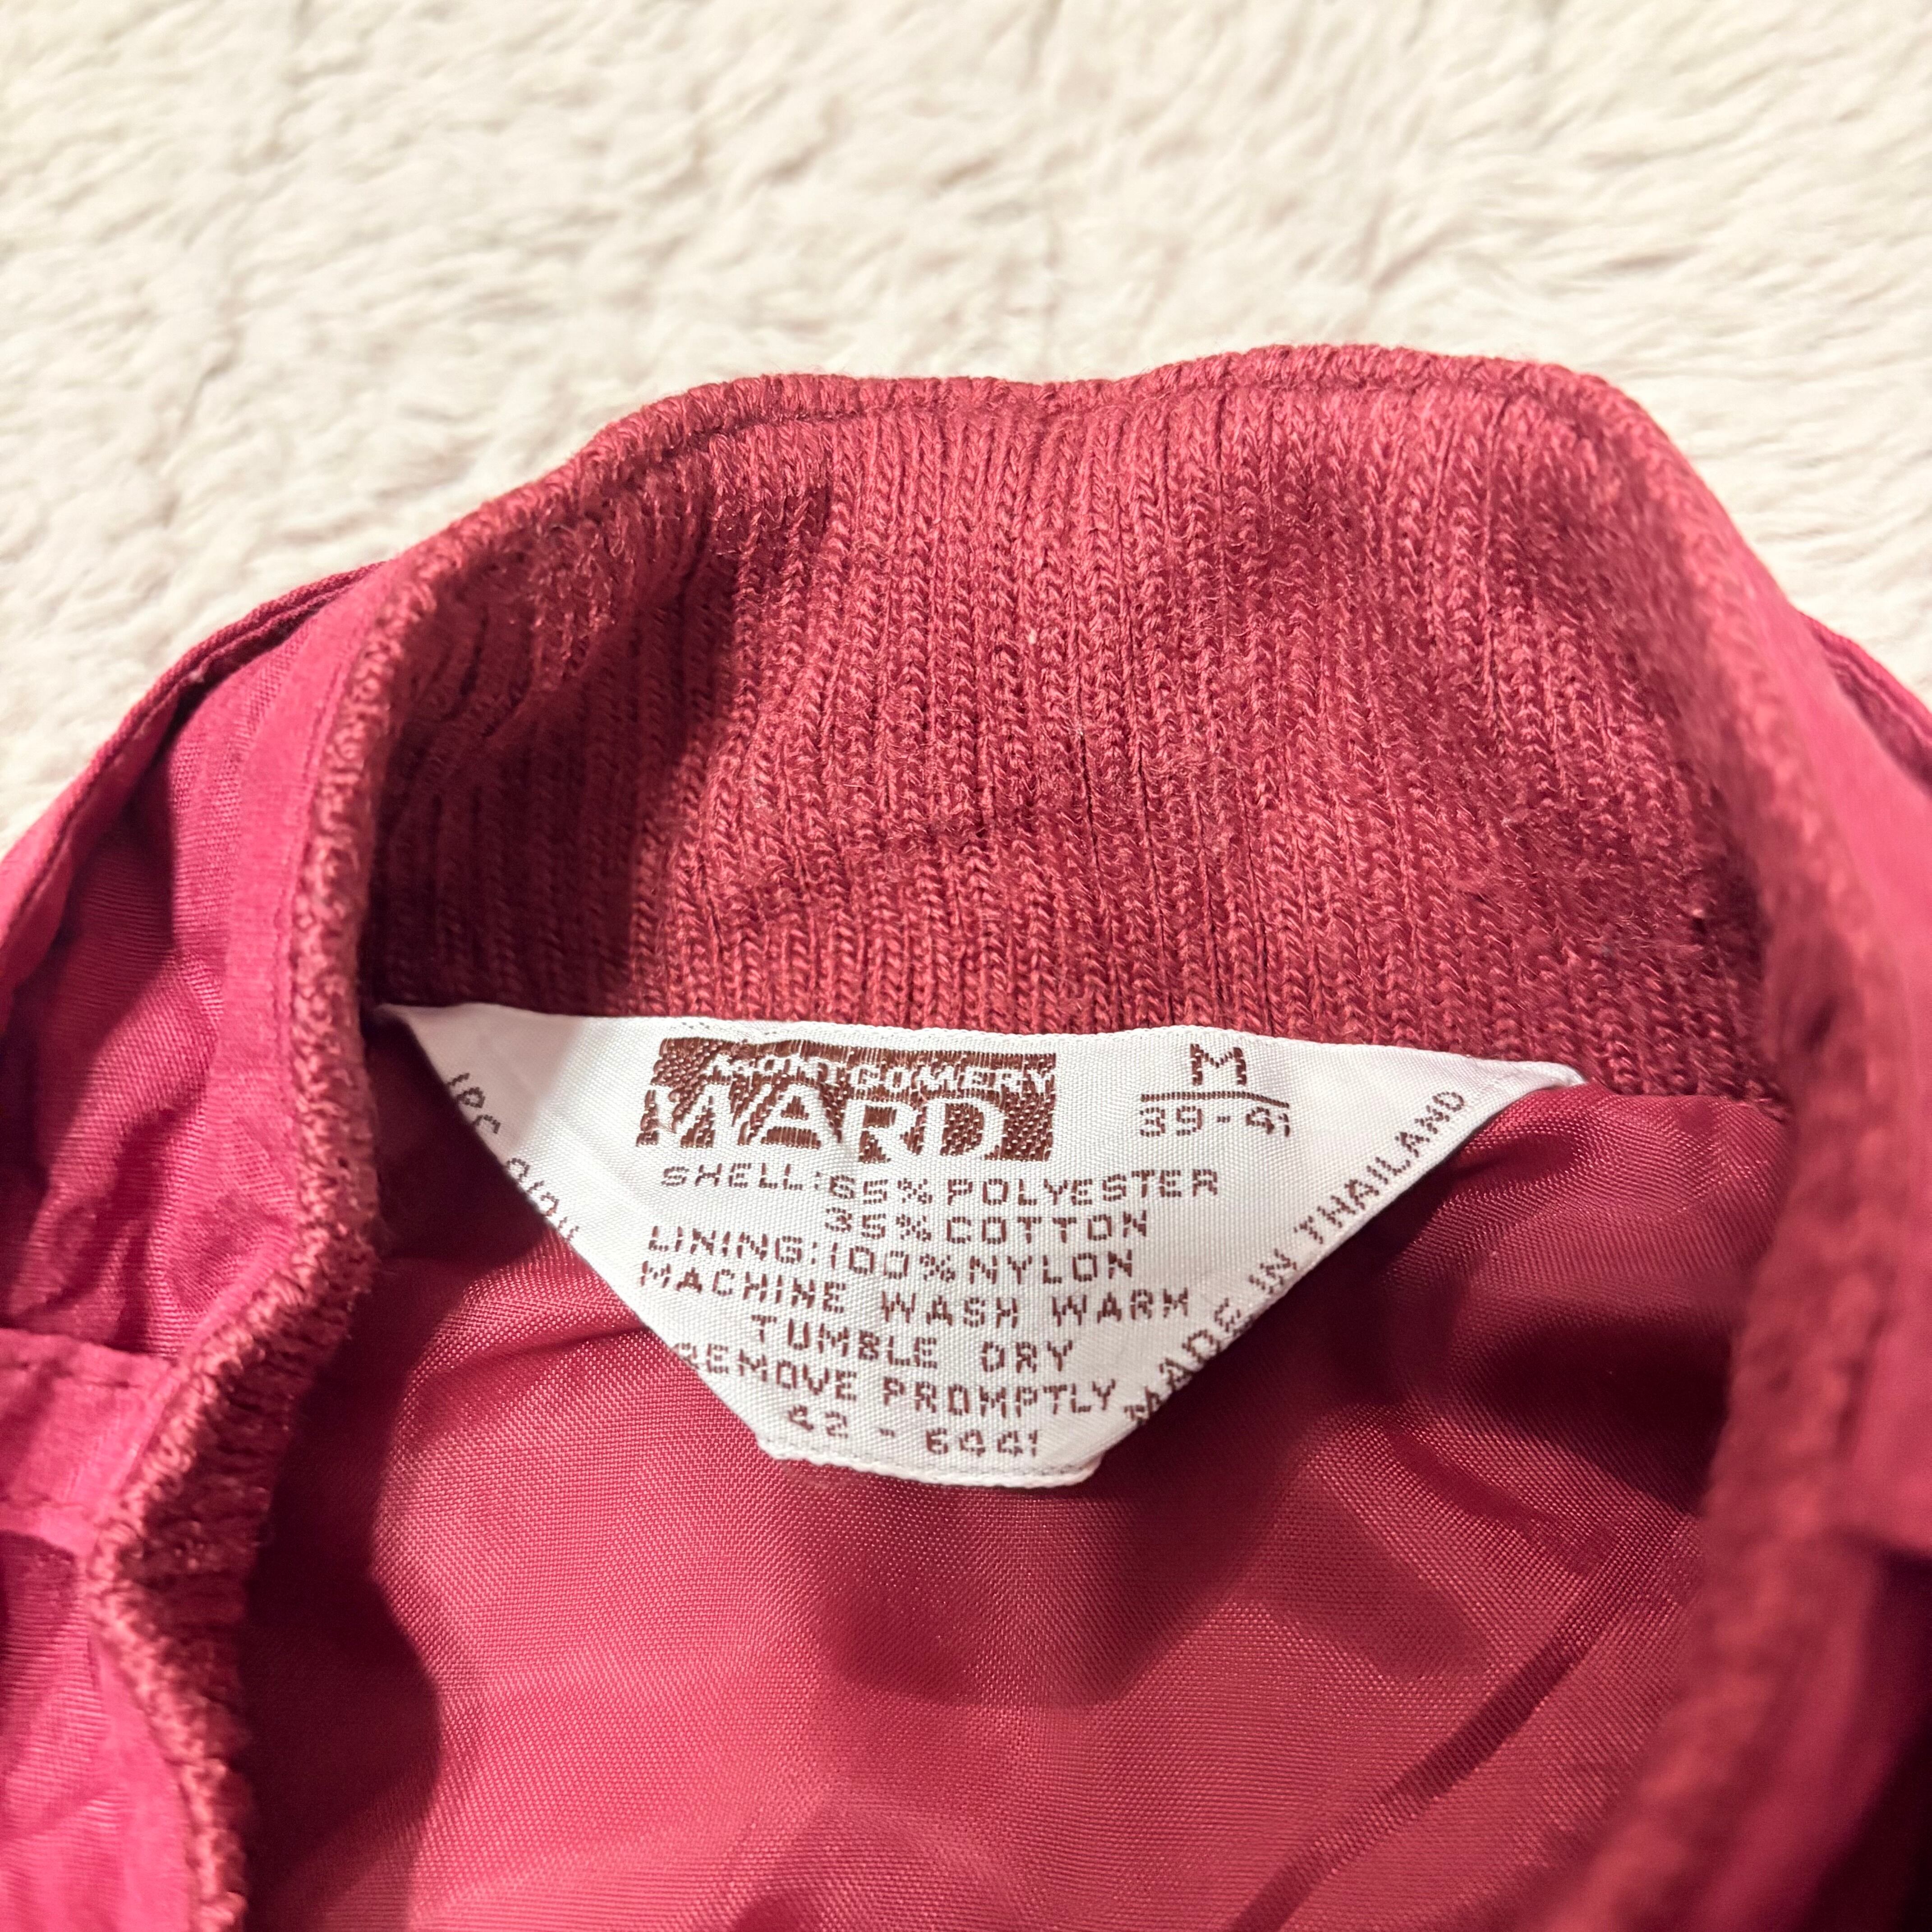 MONTGOMERY
WARD
M
39-41
SHELL:65% POLYESTER
35% COTTON
LINING:100% NYLON
MACHINE WASH WARM
TUMBLE DRY
REMOVE PROMPTLY
42 - 6441
MADE IN THAILAND